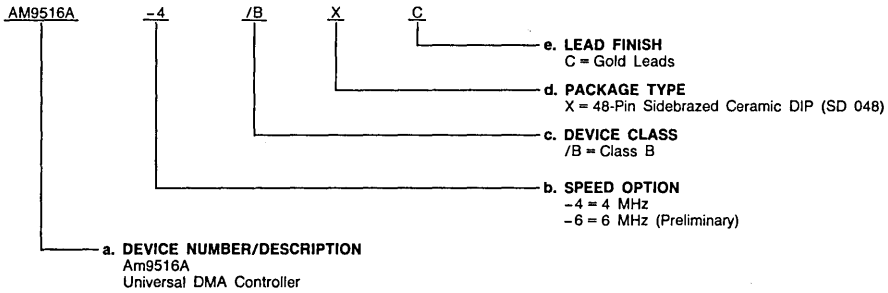 AM9516A -4 /B X C
e. LEAD FINISH
C = Gold Leads
d. PACKAGE TYPE
X = 48-Pin Sidebrazed Ceramic DIP (SD 048)
c. DEVICE CLASS
/B = Class B
b. SPEED OPTION
-4 = 4 MHz
-6 = 6 MHz (Preliminary)
a. DEVICE NUMBER/DESCRIPTION
Am9516A
Universal DMA Controller